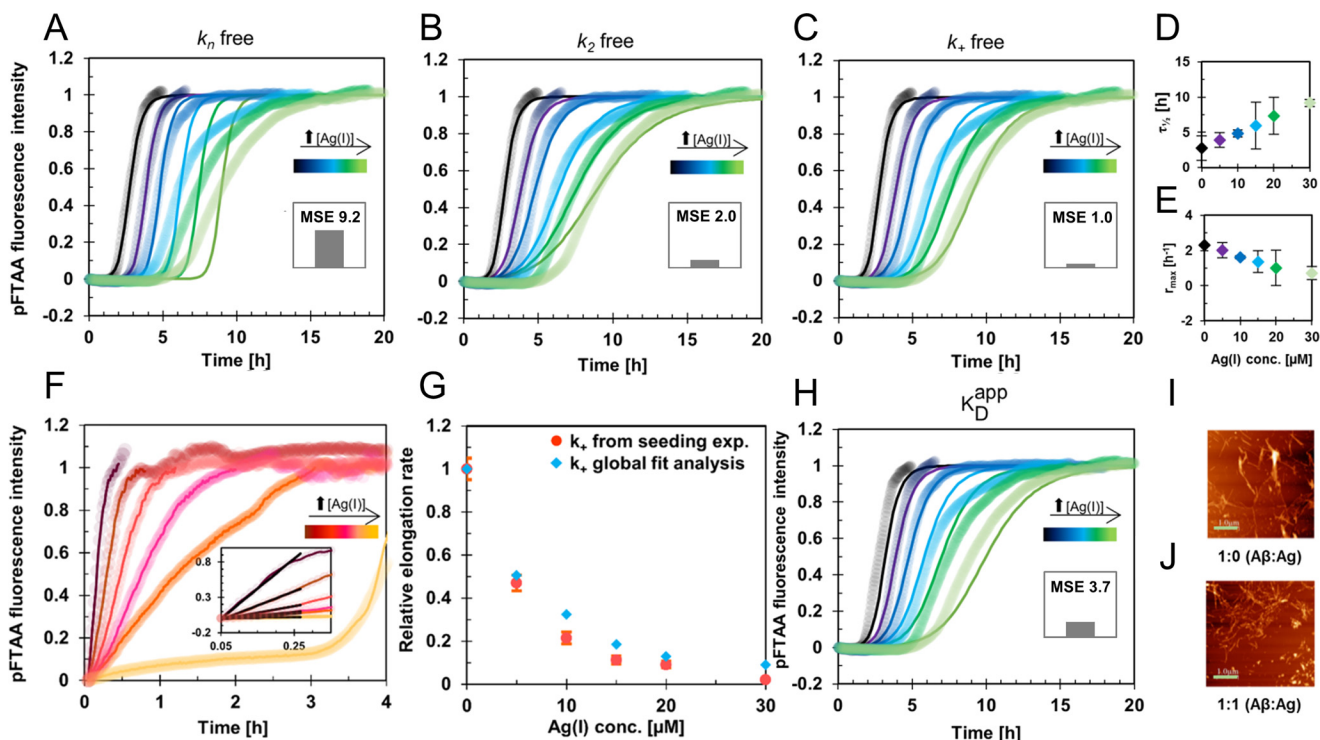 A
kn free
pFTAA fluorescence intensity
1.2
1
0.8
0.6
0.4
0.2
0
-0.2
[Ag(I)]
MSE 9.2
0 5 10 15 20
Time [h]
B
k2 free
1.2
1
0.8
0.6
0.4
0.2
0
-0.2
[Ag(I)]
MSE 2.0
0 5 10 15 20
Time [h]
C
k+ free
1.2
1
0.8
0.6
0.4
0.2
0
-0.2
[Ag(I)]
MSE 1.0
0 5 10 15 20
Time [h]
D
τ½ [h]
15
10
5
0
0 10 20 30
E
rmax [h-1]
4
2
0
-2
0 10 20 30
Ag(I) conc. [μM]
F
pFTAA fluorescence intensity
1.2
1
0.8
0.6
0.4
0.2
0
[Ag(I)]
0.8
0.3
-0.2
0.05 0.25
0 1 2 3 4
Time [h]
G
Relative elongation rate
1.2
1
0.8
0.6
0.4
0.2
0
k+ from seeding exp.
k+ global fit analysis
0 10 20 30
Ag(I) conc. [μM]
H
KDapp
pFTAA fluorescence intensity
1.2
1
0.8
0.6
0.4
0.2
0
-0.2
[Ag(I)]
MSE 3.7
0 5 10 15 20
Time [h]
I
1.0μm
1:0 (Aβ:Ag)
J
1.0μm
1:1 (Aβ:Ag)